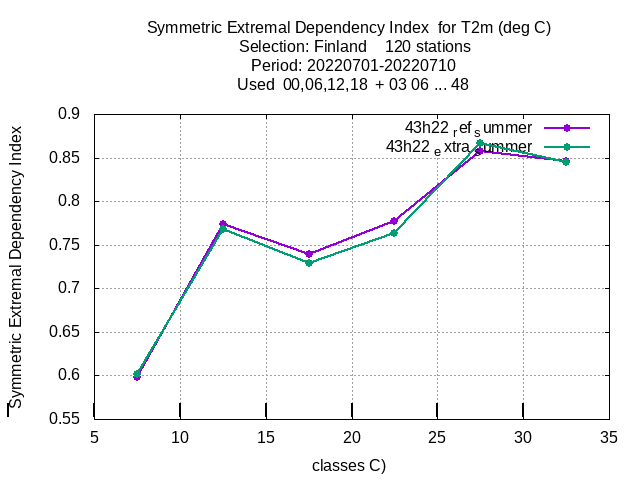 Symmetric Extremal Dependency Index for T2m (deg C)
Selection: Finland 120 stations
Period: 20220701-20220710
Used 00,06,12,18 + 03 06 ... 48
43h22 ref summer
43h22 extra summer
Symmetric Extremal Dependency Index
0.9
0.85
0.8
0.75
0.7
0.65
0.6
0.55
5 10 15 20 25 30 35
classes C)